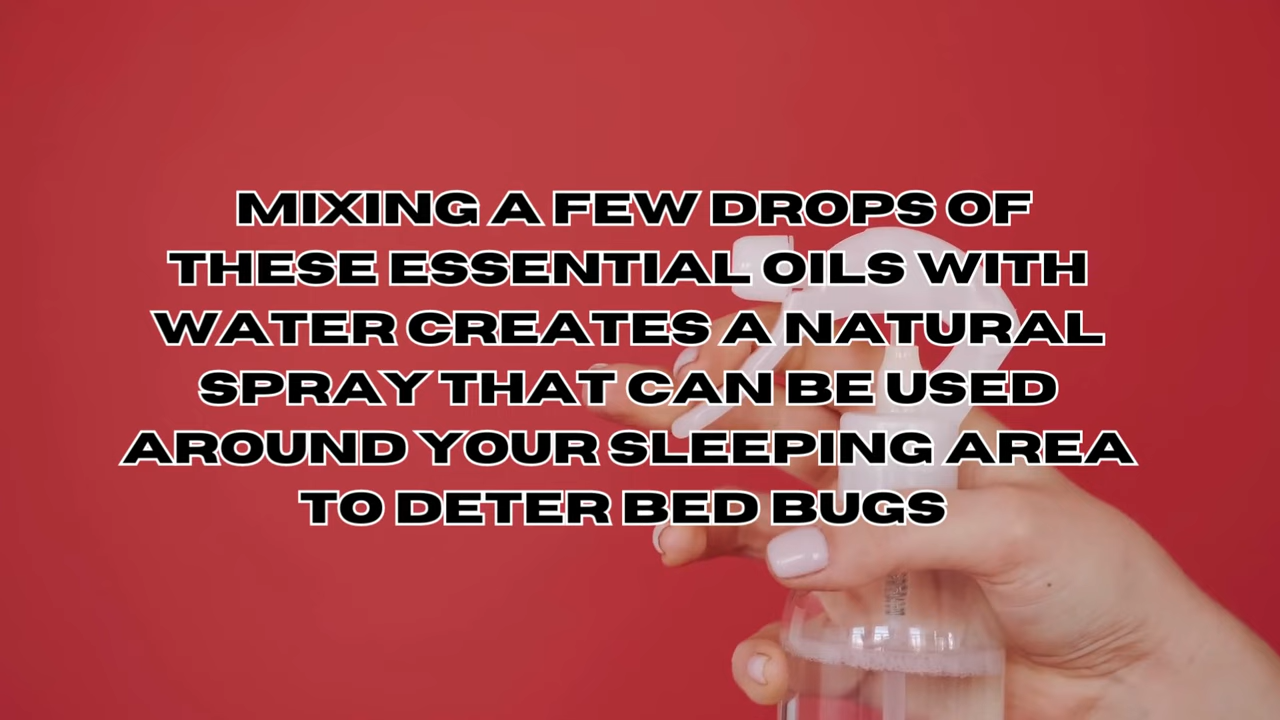 MIXING A FEW DROPS OF
THESE ESSENTIAL OILS WITH
WATER CREATES A NATURAL
SPRAY THAT CAN BE USED
AROUND YOUR SLEEPING AREA
TO DETER BED BUGS